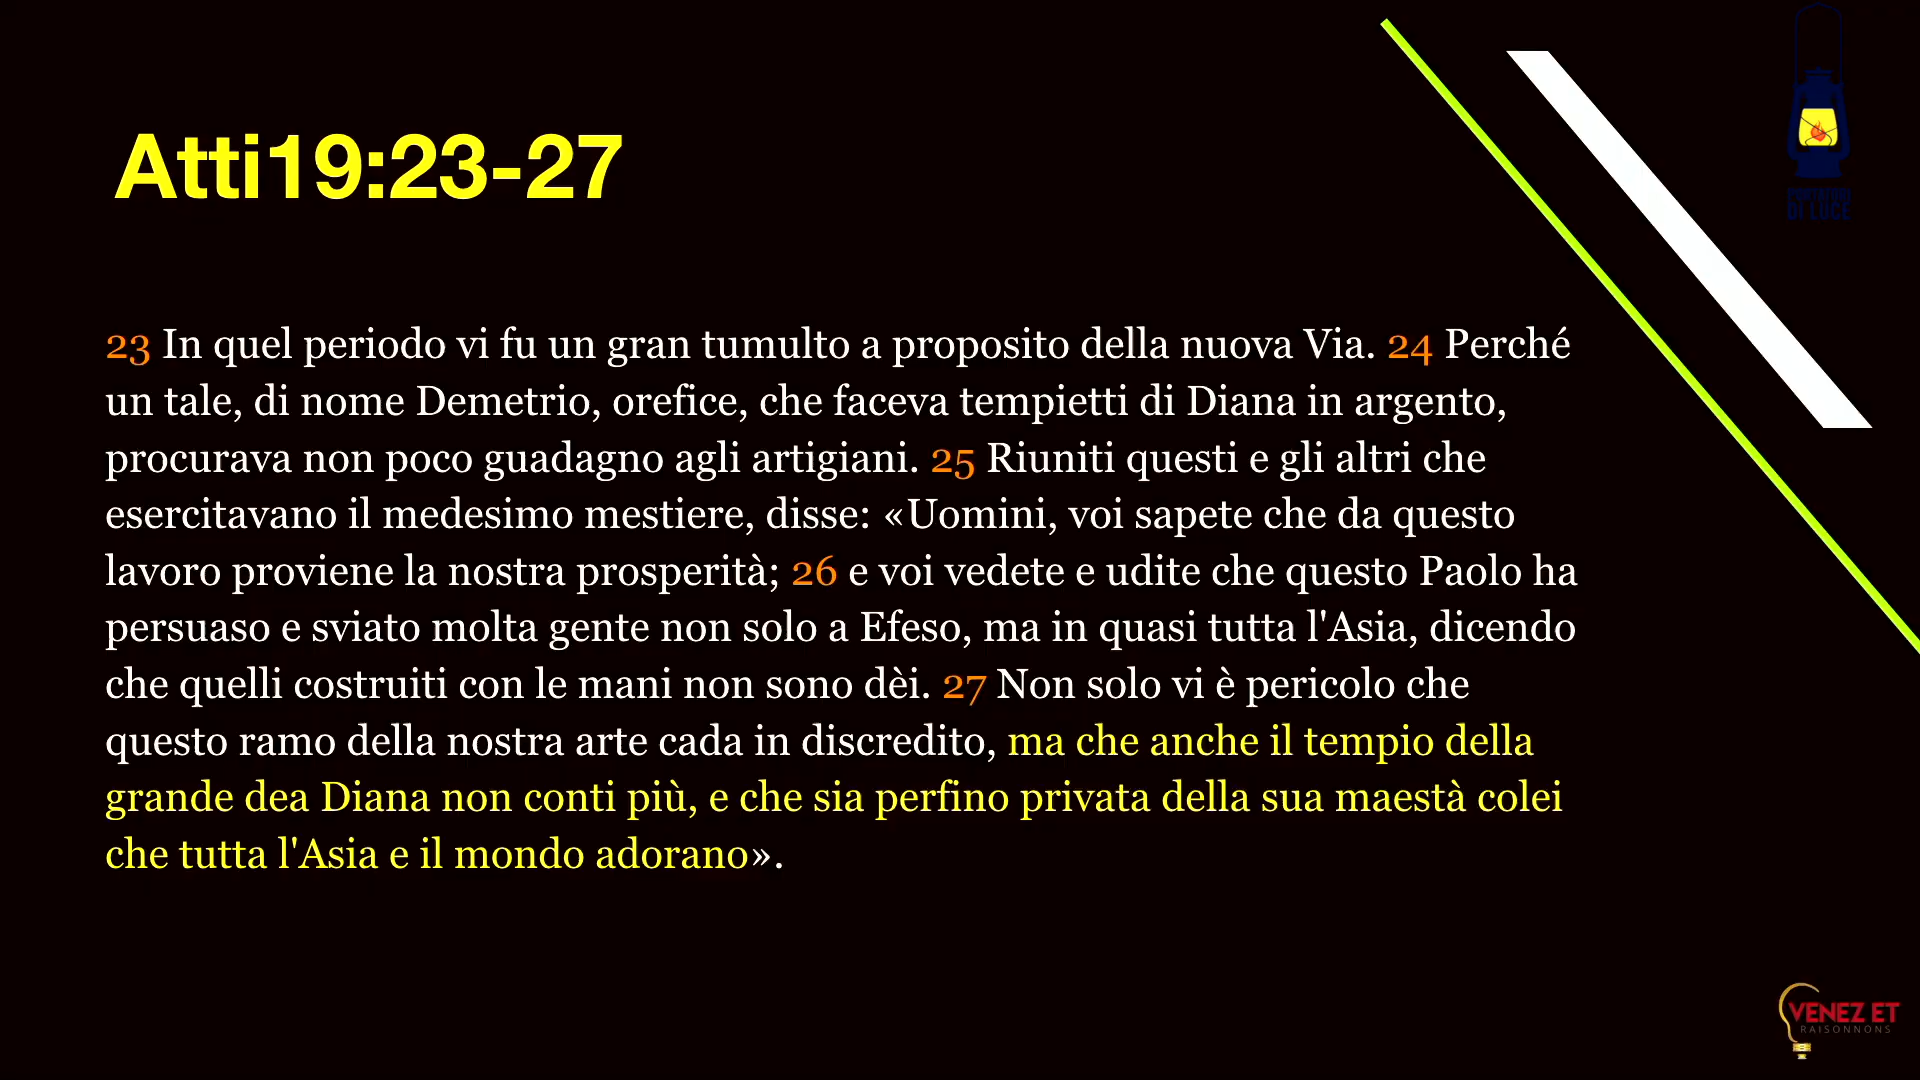 Atti19:23-27
23 In quel periodo vi fu un gran tumulto a proposito della nuova Via. 24 Perché
un tale, di nome Demetrio, orefice, che faceva tempietti di Diana in argento,
procurava non poco guadagno agli artigiani. 25 Riuniti questi e gli altri che
esercitavano il medesimo mestiere, disse: «Uomini, voi sapete che da questo
lavoro proviene la nostra prosperità; 26 e voi vedete e udite che questo Paolo ha
persuaso e sviato molta gente non solo a Efeso, ma in quasi tutta l'Asia, dicendo
che quelli costruiti con le mani non sono dèi. 27 Non solo vi è pericolo che
questo ramo della nostra arte cada in discredito, ma che anche il tempio della
grande dea Diana non conti più, e che sia perfino privata della sua maestà colei
che tutta l'Asia e il mondo adorano».
DI LUCE
VENEZ ET
RAISONNONS